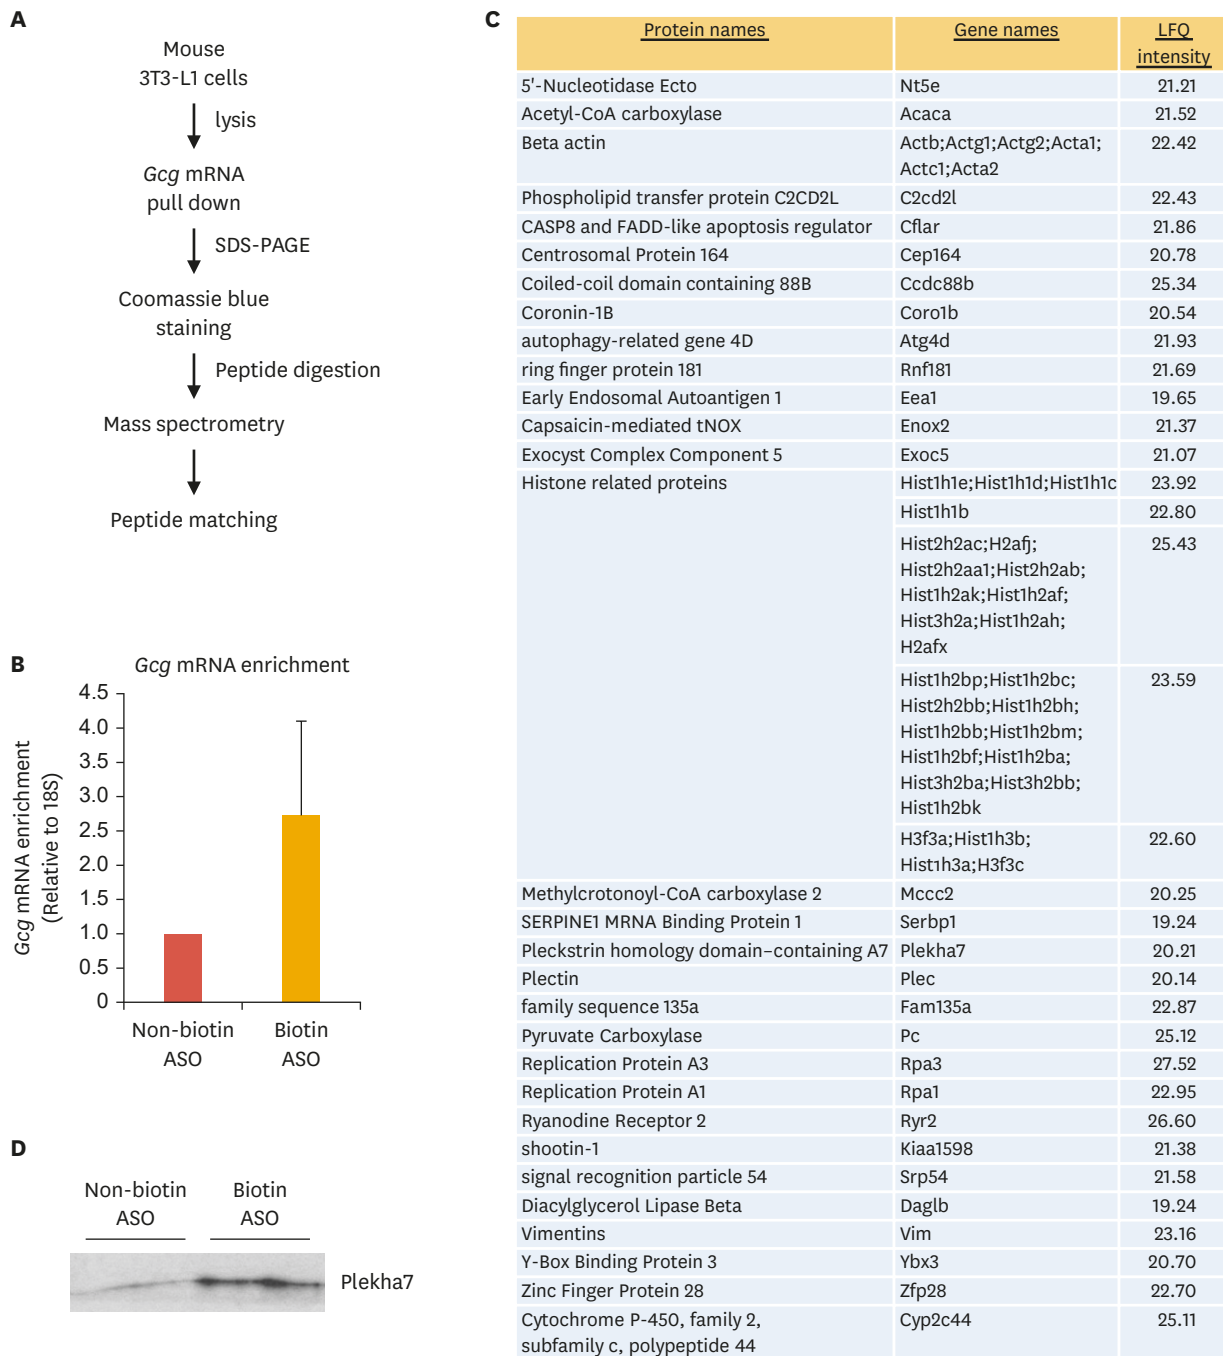 A
Mouse
3T3-L1 cells
lysis
Gcg mRNA
pull down
SDS-PAGE
Coomassie blue
staining
Peptide digestion
Mass spectrometry
Peptide matching
B
Gcg mRNA enrichment
Gcg mRNA enrichment
(Relative to 18S)
4.5
4.0
3.5
3.0
2.5
2.0
1.5
1.0
0.5
0
Non-biotin
ASO
Biotin
ASO
C
Protein names Gene names LFQ
intensity
5'-Nucleotidase Ecto Nt5e 21.21
Acetyl-CoA carboxylase Acaca 21.52
Beta actin Actb;Actg1;Actg2;Acta1; 22.42
Actc1;Acta2
Phospholipid transfer protein C2CD2L C2cd2l 22.43
CASP8 and FADD-like apoptosis regulator Cflar 21.86
Centrosomal Protein 164 Cep164 20.78
Coiled-coil domain containing 88B Ccdc88b 25.34
Coronin-1B Coro1b 20.54
autophagy-related gene 4D Atg4d 21.93
ring finger protein 181 Rnf181 21.69
Early Endosomal Autoantigen 1 Eea1 19.65
Capsaicin-mediated tNOX Enox2 21.37
Exocyst Complex Component 5 Exoc5 21.07
Histone related proteins Hist1h1e;Hist1h1d;Hist1h1c 23.92
Hist1h1b 22.80
Hist2h2ac;H2afj; 25.43
Hist2h2aa1;Hist2h2ab;
Hist1h2ak;Hist1h2af;
Hist3h2a;Hist1h2ah;
H2afx
Hist1h2bp;Hist1h2bc; 23.59
Hist2h2bb;Hist1h2bh;
Hist1h2bb;Hist1h2bm;
Hist1h2bf;Hist1h2ba;
Hist3h2ba;Hist3h2bb;
Hist1h2bk
H3f3a;Hist1h3b; 22.60
Hist1h3a;H3f3c
Methylcrotonoyl-CoA carboxylase 2 Mccc2 20.25
SERPINE1 MRNA Binding Protein 1 Serbp1 19.24
Pleckstrin homology domain–containing A7 Plekha7 20.21
Plectin Plec 20.14
family sequence 135a Fam135a 22.87
Pyruvate Carboxylase Pc 25.12
Replication Protein A3 Rpa3 27.52
Replication Protein A1 Rpa1 22.95
Ryanodine Receptor 2 Ryr2 26.60
shootin-1 Kiaa1598 21.38
signal recognition particle 54 Srp54 21.58
Diacylglycerol Lipase Beta Daglb 19.24
Vimentins Vim 23.16
Y-Box Binding Protein 3 Ybx3 20.70
Zinc Finger Protein 28 Zfp28 22.70
Cytochrome P-450, family 2, Cyp2c44 25.11
subfamily c, polypeptide 44
D
Non-biotin
ASO
Biotin
ASO
Plekha7